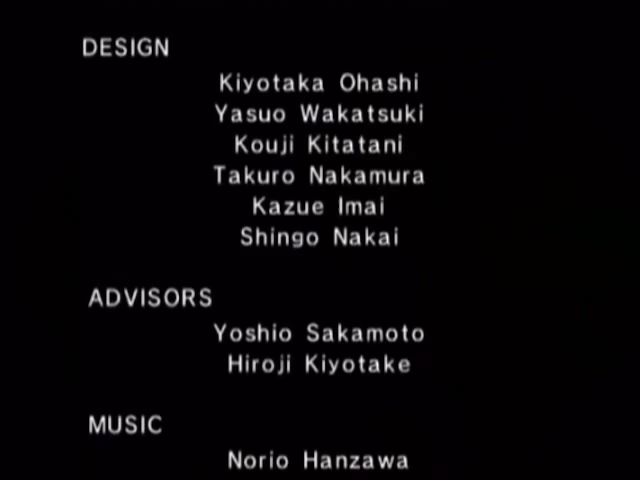 DESIGN
Kiyotaka Ohashi
Yasuo Wakatsuki
Kouji Kitatani
Takuro Nakamura
Kazue Imai
Shingo Nakai
ADVISORS
Yoshio Sakamoto
Hiroji Kiyotake
MUSIC
Norio Hanzawa